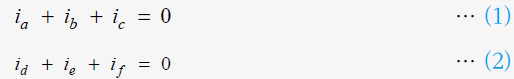 i_a + i_b + i_c = 0 ··· (1)
i_d + i_e + i_f = 0 ··· (2)